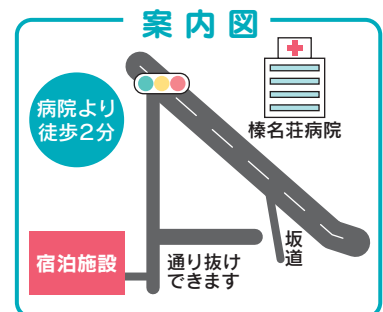 案内図
病院より
徒歩2分
榛名荘病院
坂道
宿泊施設
通り抜け
できます